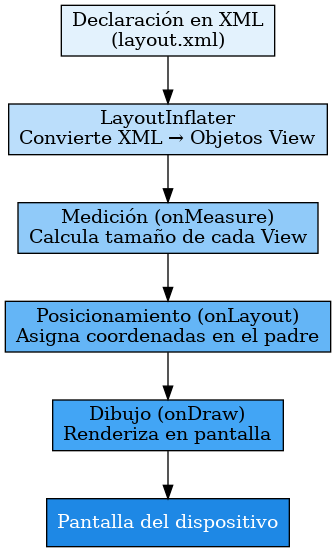 Declaración en XML
(layout.xml)
LayoutInflater
Convierte XML → Objetos View
Medición (onMeasure)
Calcula tamaño de cada View
Posicionamiento (onLayout)
Asigna coordenadas en el padre
Dibujo (onDraw)
Renderiza en pantalla
Pantalla del dispositivo